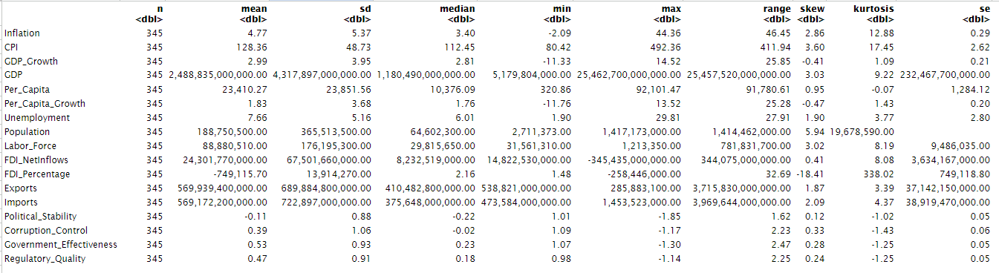 n mean sd median min max range skew kurtosis se
<dbl> <dbl> <dbl> <dbl> <dbl> <dbl> <dbl> <dbl> <dbl> <dbl>
Inflation 345 4.77 5.37 3.40 -2.09 44.36 46.45 2.86 12.88 0.29
CPI 345 128.36 48.73 112.45 80.42 492.36 411.94 3.60 17.45 2.62
GDP_Growth 345 2.99 3.95 2.81 -11.33 14.52 25.85 -0.41 1.09 0.21
GDP 345 2,488,835,000,000.00 4,317,897,000,000.00 1,180,490,000,000.00 5,179,804,000.00 25,462,700,000,000.00 25,457,520,000,000.00 3.03 9.22 232,467,700,000.00
Per_Capita 345 23,410.27 23,851.56 10,376.09 320.86 92,101.47 91,780.61 0.95 -0.07 1,284.12
Per_Capita_Growth 345 1.83 3.68 1.76 -11.76 13.52 25.28 -0.47 1.43 0.20
Unemployment 345 7.66 5.16 6.01 1.90 29.81 27.91 1.90 3.77 2.80
Population 345 188,750,500.00 365,513,500.00 64,602,300.00 2,711,373.00 1,417,173,000.00 1,414,462,000.00 5.94 19,678,590.00
Labor_Force 345 88,880,510.00 176,195,300.00 29,815,650.00 31,561,310.00 1,213,350.00 781,831,700.00 3.02 8.19 9,486,035.00
FDI_NetInflows 345 24,301,770,000.00 67,501,660,000.00 8,232,519,000.00 14,822,530,000.00 -345,435,000,000.00 344,075,000,000.00 0.41 8.08 3,634,167,000.00
FDI_Percentage 345 -749,115.70 13,914,270.00 2.16 1.48 -258,446,000.00 32.69 -18.41 338.02 749,118.80
Exports 345 569,939,400,000.00 689,884,800,000.00 410,482,800,000.00 538,821,000,000.00 285,883,100.00 3,715,830,000,000.00 1.87 3.39 37,142,150,000.00
Imports 345 569,172,200,000.00 722,897,000,000.00 375,648,000,000.00 473,584,000,000.00 1,453,523,000.00 3,969,644,000,000.00 2.09 4.37 38,919,470,000.00
Political_Stability 345 -0.11 0.88 -0.22 1.01 -1.85 1.62 0.12 -1.02 0.05
Corruption_Control 345 0.39 1.06 -0.02 1.09 -1.17 2.23 0.33 -1.43 0.06
Government_Effectiveness 345 0.53 0.93 0.23 1.07 -1.30 2.47 0.28 -1.25 0.05
Regulatory_Quality 345 0.47 0.91 0.18 0.98 -1.14 2.25 0.24 -1.25 0.05